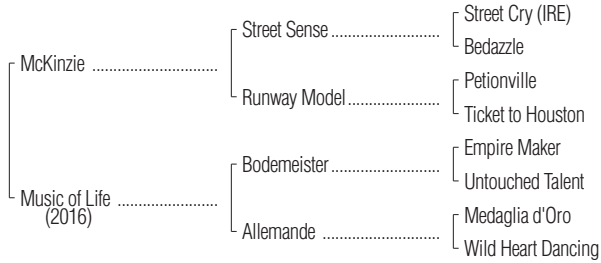 Street Cry (IRE)
Street Sense ........................
Bedazzle
McKinzie ...........................
Petionville
Runway Model....................
Ticket to Houston
Empire Maker
Bodemeister........................
Untouched Talent
Music of Life .....................
(2016)
Medaglia d'Oro
Allemande .........................
Wild Heart Dancing